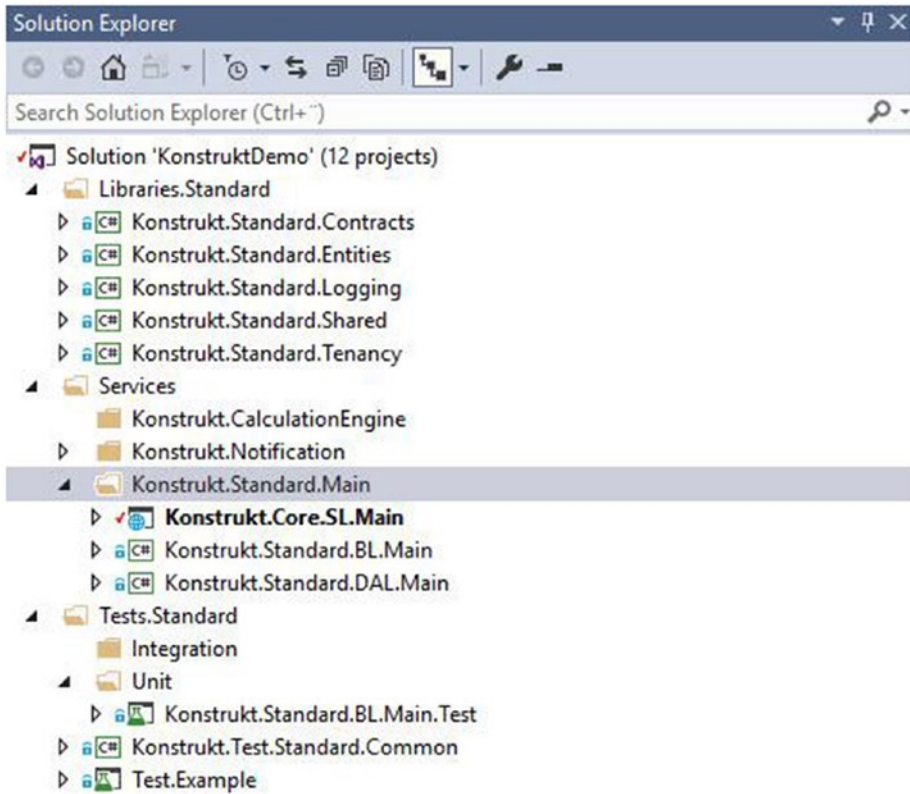 Solution Explorer
Search Solution Explorer (Ctrl+¨)
Solution 'KonstruktDemo' (12 projects)
Libraries.Standard
C# Konstrukt.Standard.Contracts
C# Konstrukt.Standard.Entities
C# Konstrukt.Standard.Logging
C# Konstrukt.Standard.Shared
C# Konstrukt.Standard.Tenancy
Services
Konstrukt.CalculationEngine
Konstrukt.Notification
Konstrukt.Standard.Main
Konstrukt.Core.SL.Main
C# Konstrukt.Standard.BL.Main
C# Konstrukt.Standard.DAL.Main
Tests.Standard
Integration
Unit
Konstrukt.Standard.BL.Main.Test
C# Konstrukt.Test.Standard.Common
Test.Example